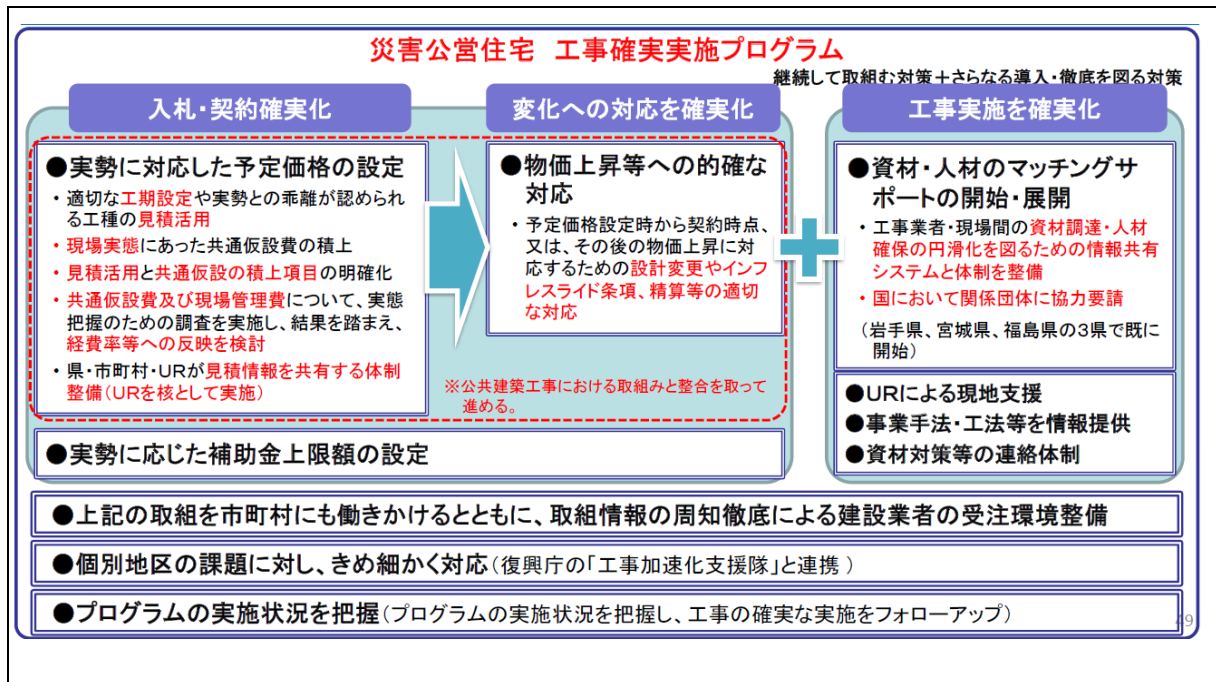 災害公営住宅 工事確実実施プログラム
継続して取組む対策＋さらなる導入・徹底を図る対策
入札・契約確実化
●実勢に対応した予定価格の設定
・適切な工期設定や実勢との乖離が認められ
る工種の見積活用
・現場実態にあった共通仮設費の積上
・見積活用と共通仮設の積上項目の明確化
・共通仮設費及び現場管理費について、実態
把握のための調査を実施し、結果を踏まえ、
経費率等への反映を検討
・県・市町村・URが見積情報を共有する体制
整備（URを核として実施）
変化への対応を確実化
●物価上昇等への的確な
対応
・予定価格設定時から契約時点、
又は、その後の物価上昇に対
応するための設計変更やインフ
レスライド条項、精算等の適切
な対応
※公共建築工事における取組みと整合を取って
進める。
●実勢に応じた補助金上限額の設定
工事実施を確実化
●資材・人材のマッチングサ
ポートの開始・展開
・工事業者・現場間の資材調達・人材
確保の円滑化を図るための情報共有
システムと体制を整備
・国において関係団体に協力要請
（岩手県、宮城県、福島県の3県で既に
開始）
●URによる現地支援
●事業手法・工法等を情報提供
●資材対策等の連絡体制
●上記の取組を市町村にも働きかけるとともに、取組情報の周知徹底による建設業者の受注環境整備
●個別地区の課題に対し、きめ細かく対応（復興庁の「工事加速化支援隊」と連携 ）
●プログラムの実施状況を把握（プログラムの実施状況を把握し、工事の確実な実施をフォローアップ）
49